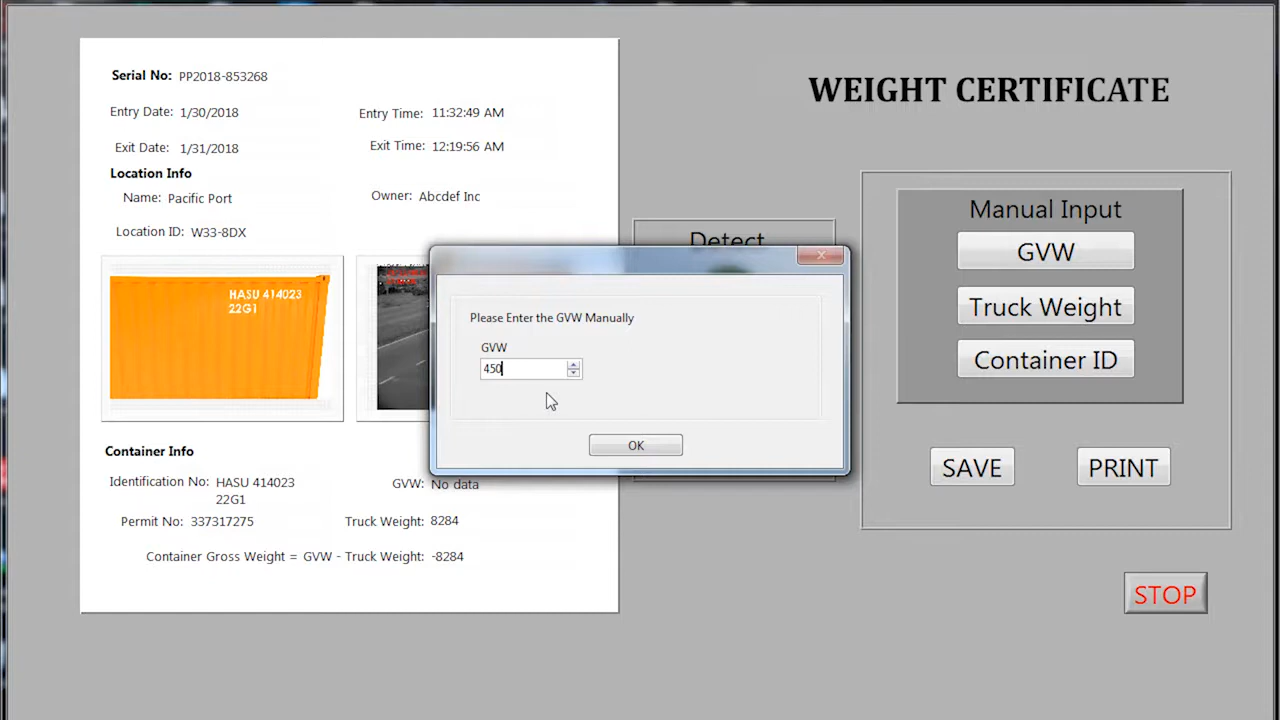 WEIGHT CERTIFICATE
Serial No: PP2018-853268
Entry Date: 1/30/2018
Entry Time: 11:32:49 AM
Exit Date: 1/31/2018
Exit Time: 12:19:56 AM
Location Info
Name: Pacific Port
Owner: Abcdef Inc
Location ID: W33-8DX
HASU 414023
22G1
Container Info
Identification No: HASU 414023
22G1
GVW: No data
Permit No: 337317275
Truck Weight: 8284
Container Gross Weight = GVW - Truck Weight: -8284
Detect
Please Enter the GVW Manually
GVW
450
OK
Manual Input
GVW
Truck Weight
Container ID
SAVE
PRINT
STOP